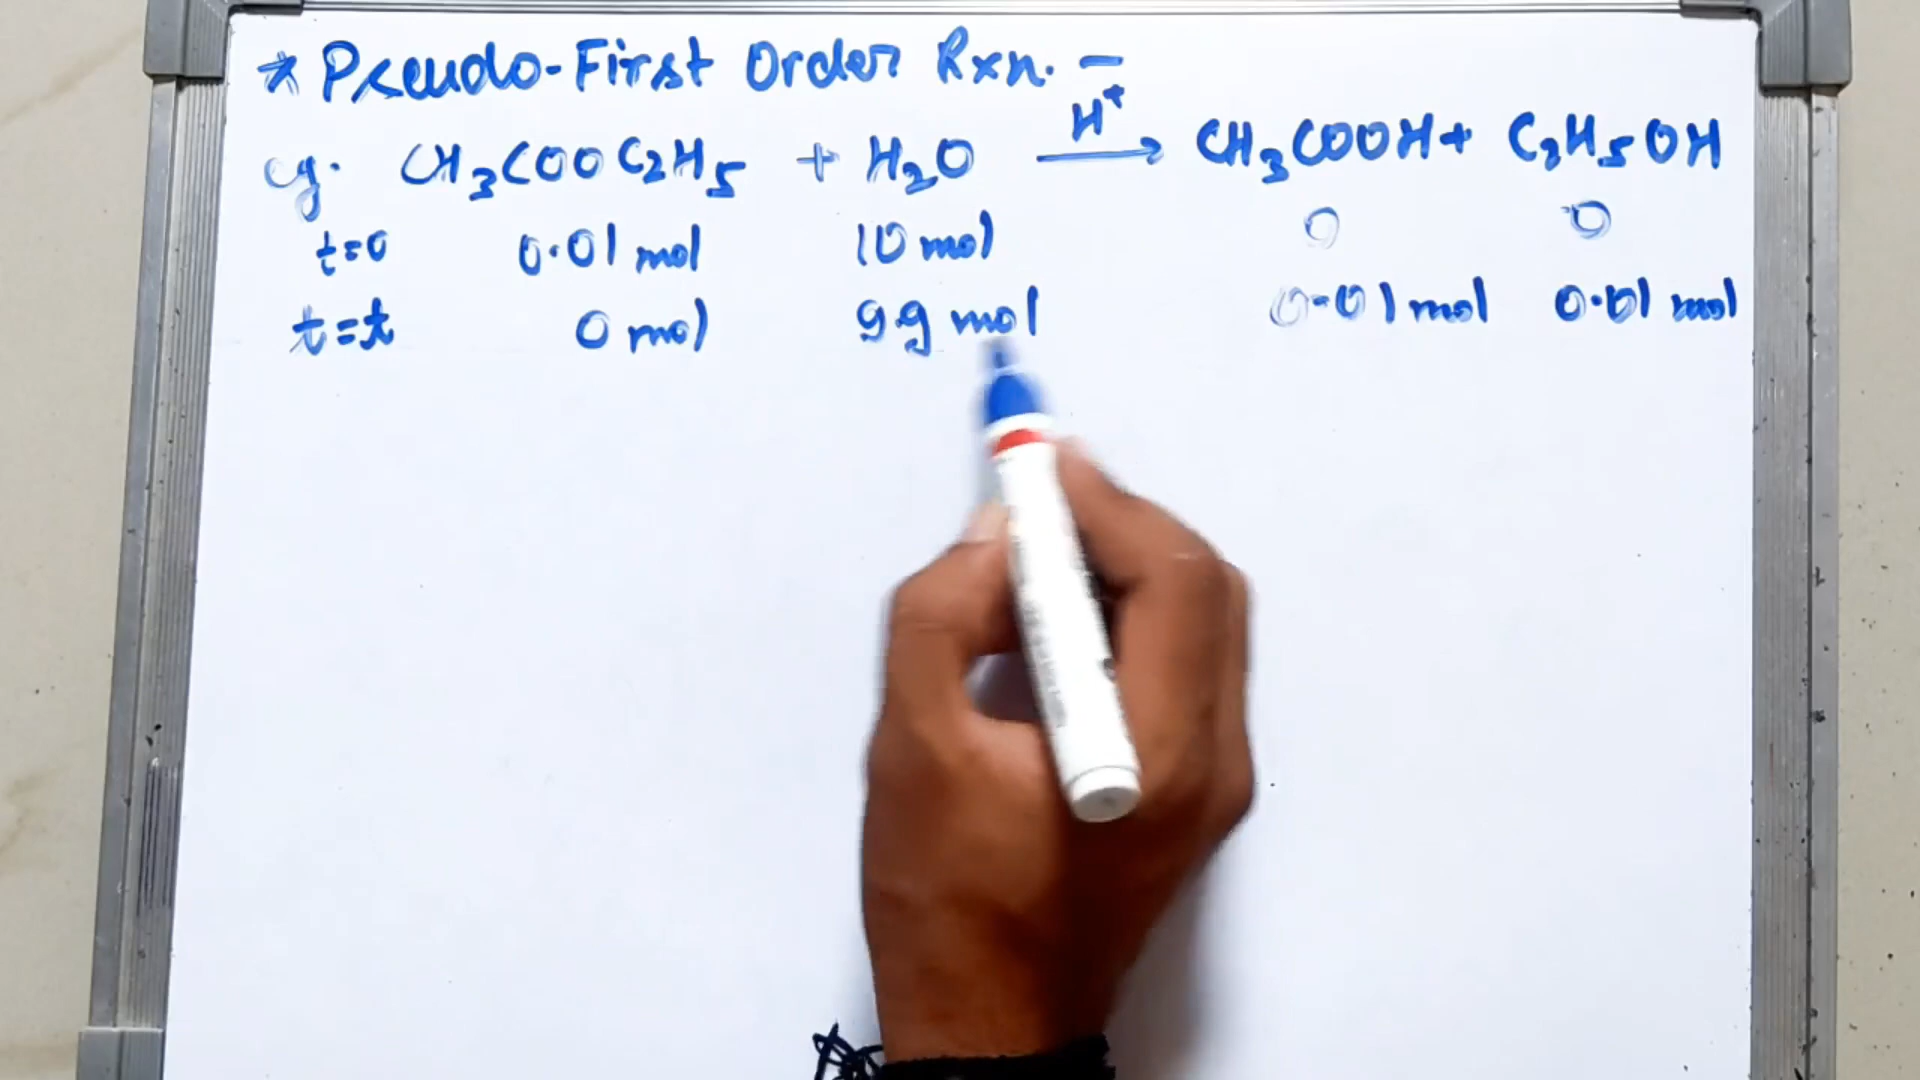 * Pseudo-First Order Rxn. -
eg. CH3COOC2H5 + H2O H+→ CH3COOH + C2H5OH
t=0 0.01 mol 10 mol 0 0
t=t 0 mol 9.9 mol 0.01 mol 0.01 mol